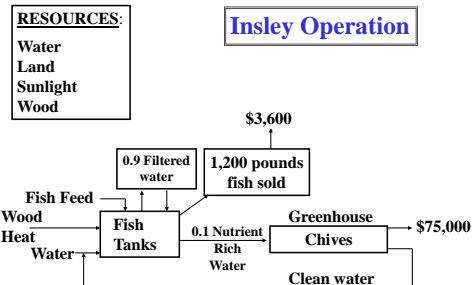 RESOURCES:
Water
Land
Sunlight
Wood
Insley Operation
$3,600
0.9 Filtered
water
1,200 pounds
fish sold
Fish Feed
Wood
Heat
Water
Fish
Tanks
0.1 Nutrient
Rich
Water
Greenhouse
Chives
$75,000
Clean water